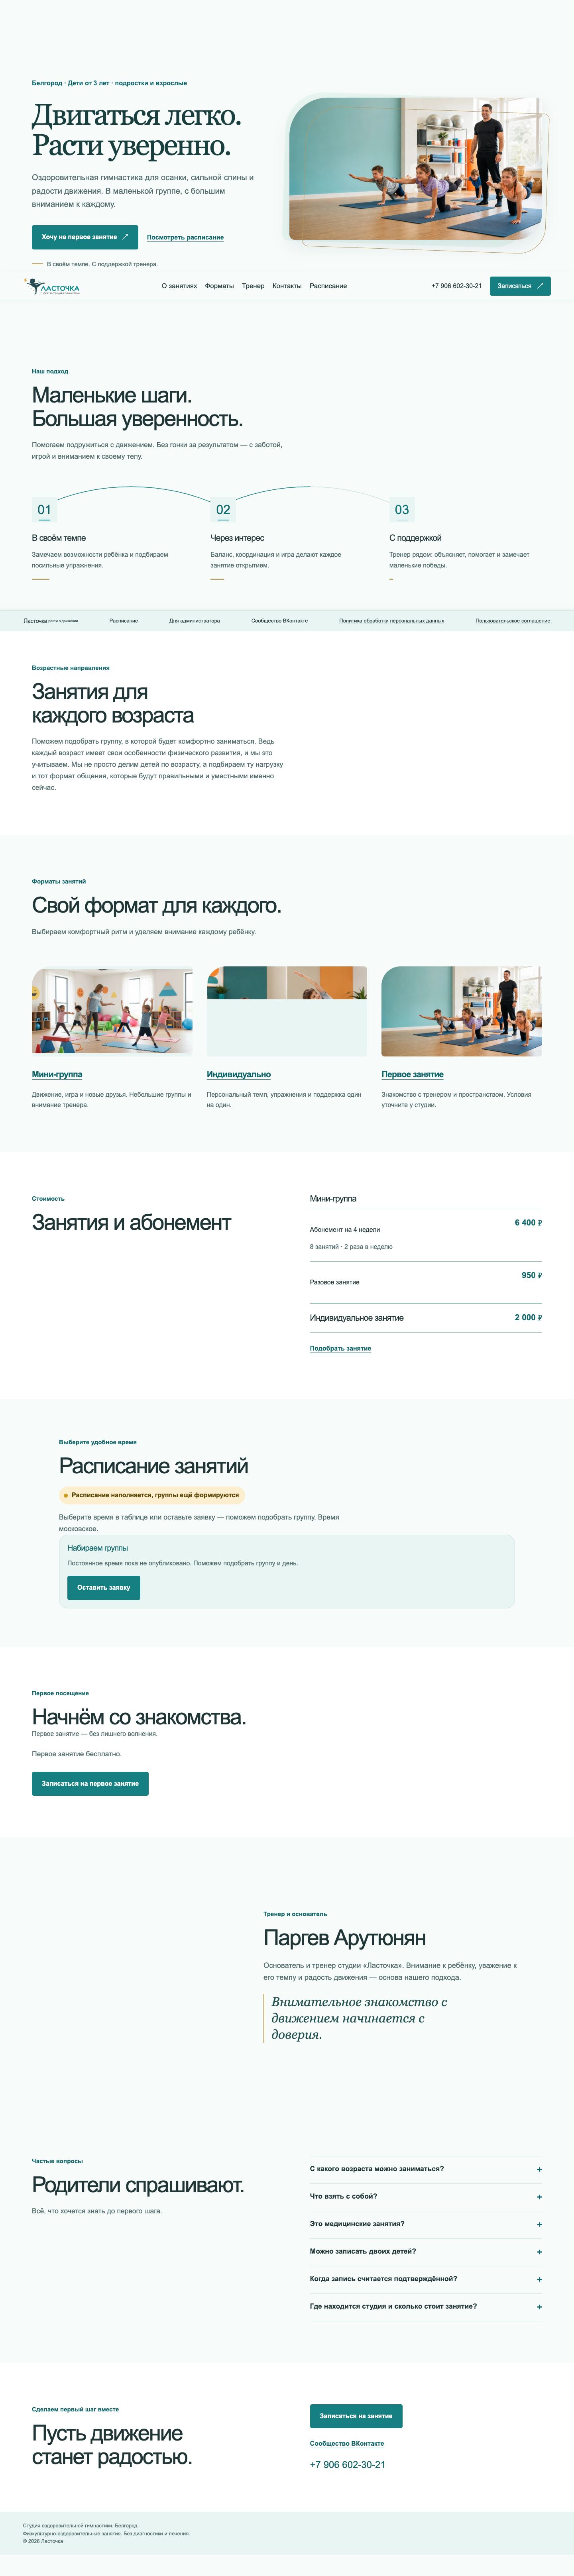 Белгород · Дети от 3 лет · подростки и взрослые
Двигаться легко.
Расти уверенно.
Оздоровительная гимнастика для осанки, сильной спины и
радости движения. В маленькой группе, с большим
вниманием к каждому.
Хочу на первое занятие
Посмотреть расписание
В своём темпе. С поддержкой тренера.
ЛАСТОЧКА
О занятиях
Форматы
Тренер
Контакты
Расписание
+7 906 602-30-21
Записаться
Наш подход
Маленькие шаги.
Большая уверенность.
Помогаем подружиться с движением. Без гонки за результатом — с заботой,
игрой и вниманием к своему телу.
01
02
03
В своём темпе
Через интерес
С поддержкой
Замечаем возможности ребёнка и подбираем
посильные упражнения.
Баланс, координация и игра делают каждое
занятие открытием.
Тренер рядом: объясняет, помогает и замечает
маленькие победы.
Ласточка
расти в движении
Расписание
Для администратора
Сообщество ВКонтакте
Политика обработки персональных данных
Пользовательское соглашение
Возрастные направления
Занятия для
каждого возраста
Поможем подобрать группу, в которой будет комфортно заниматься. Ведь
каждый возраст имеет свои особенности физического развития, и мы это
учитываем. Мы не просто делим детей по возрасту, а подбираем ту нагрузку
и тот формат общения, которые будут правильными и уместными именно
сейчас.
Форматы занятий
Свой формат для каждого.
Выбираем комфортный ритм и уделяем внимание каждому ребёнку.
Мини-группа
Индивидуально
Первое занятие
Движение, игра и новые друзья. Небольшие группы и
внимание тренера.
Персональный темп, упражнения и поддержка один
на один.
Знакомство с тренером и пространством. Условия
уточните у студии.
Стоимость
Занятия и абонемент
Мини-группа
Абонемент на 4 недели
6 400 ₽
8 занятий · 2 раза в неделю
Разовое занятие
950 ₽
Индивидуальное занятие
2 000 ₽
Подобрать занятие
Выберите удобное время
Расписание занятий
Расписание наполняется, группы ещё формируются
Выберите время в таблице или оставьте заявку — поможем подобрать группу. Время
московское.
Набираем группы
Постоянное время пока не опубликовано. Поможем подобрать группу и день.
Оставить заявку
Первое посещение
Начнём со знакомства.
Первое занятие — без лишнего волнения.
Первое занятие бесплатно.
Записаться на первое занятие
Тренер и основатель
Паргев Арутюнян
Основатель и тренер студии «Ласточка». Внимание к ребёнку, уважение к
его темпу и радость движения — основа нашего подхода.
Внимательное знакомство с
движением начинается с
доверия.
Частые вопросы
Родители спрашивают.
Всё, что хочется знать до первого шага.
С какого возраста можно заниматься?
+
Что взять с собой?
+
Это медицинские занятия?
+
Можно записать двоих детей?
+
Когда запись считается подтверждённой?
+
Где находится студия и сколько стоит занятие?
+
Сделаем первый шаг вместе
Пусть движение
станет радостью.
Записаться на занятие
Сообщество ВКонтакте
+7 906 602-30-21
Студия оздоровительной гимнастики. Белгород.
Физкультурно-оздоровительные занятия. Без диагностики и лечения.
© 2026 Ласточка